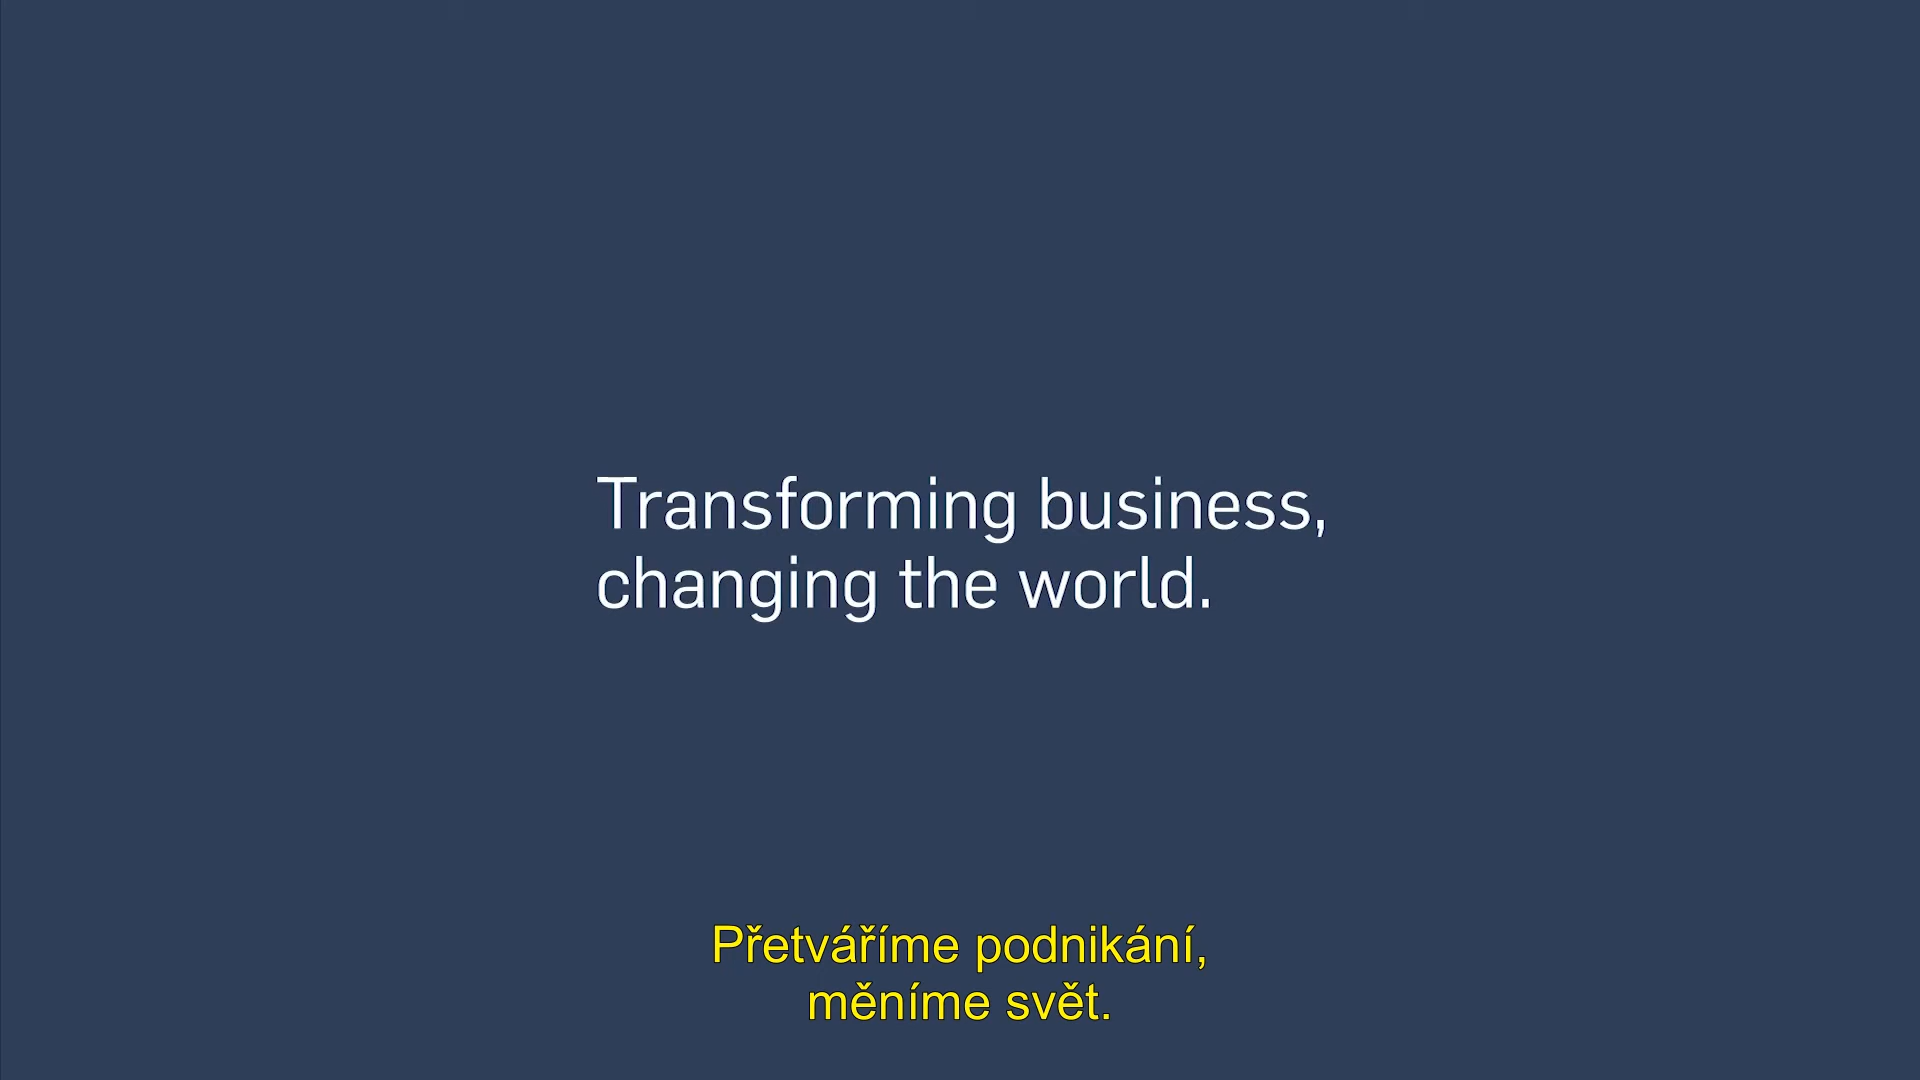 Transforming business,
changing the world.
Přetváříme podnikání,
měníme svět.